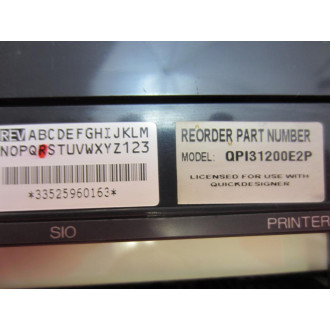 REV ABCDEFGHIJKLM
NOPQRSTUVWXYZ123
*33525960163*
REORDER PART NUMBER
MODEL: QPI31200E2P
LICENSED FOR USE WITH
QUICKDESIGNER
SIO
PRINTER